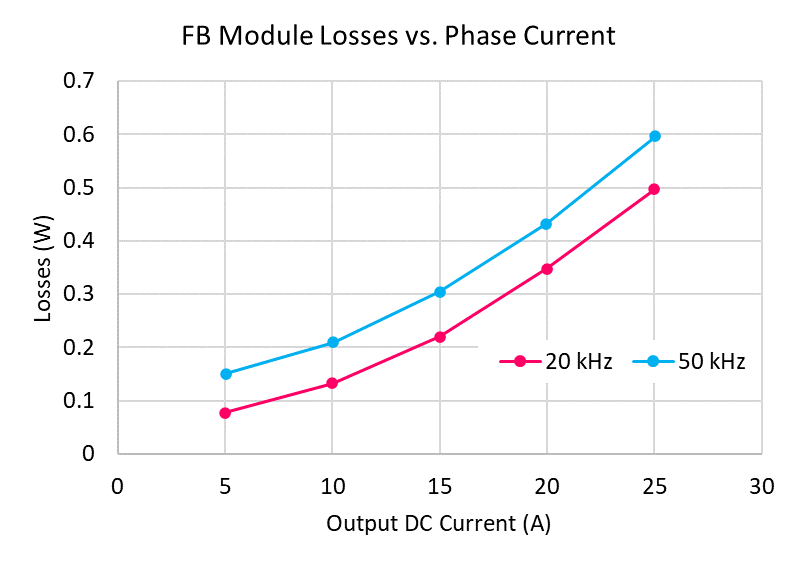 FB Module Losses vs. Phase Current
0.7
0.6
0.5
0.4
0.3
0.2
0.1
0
Losses (W)
20 kHz 50 kHz
0 5 10 15 20 25 30
Output DC Current (A)